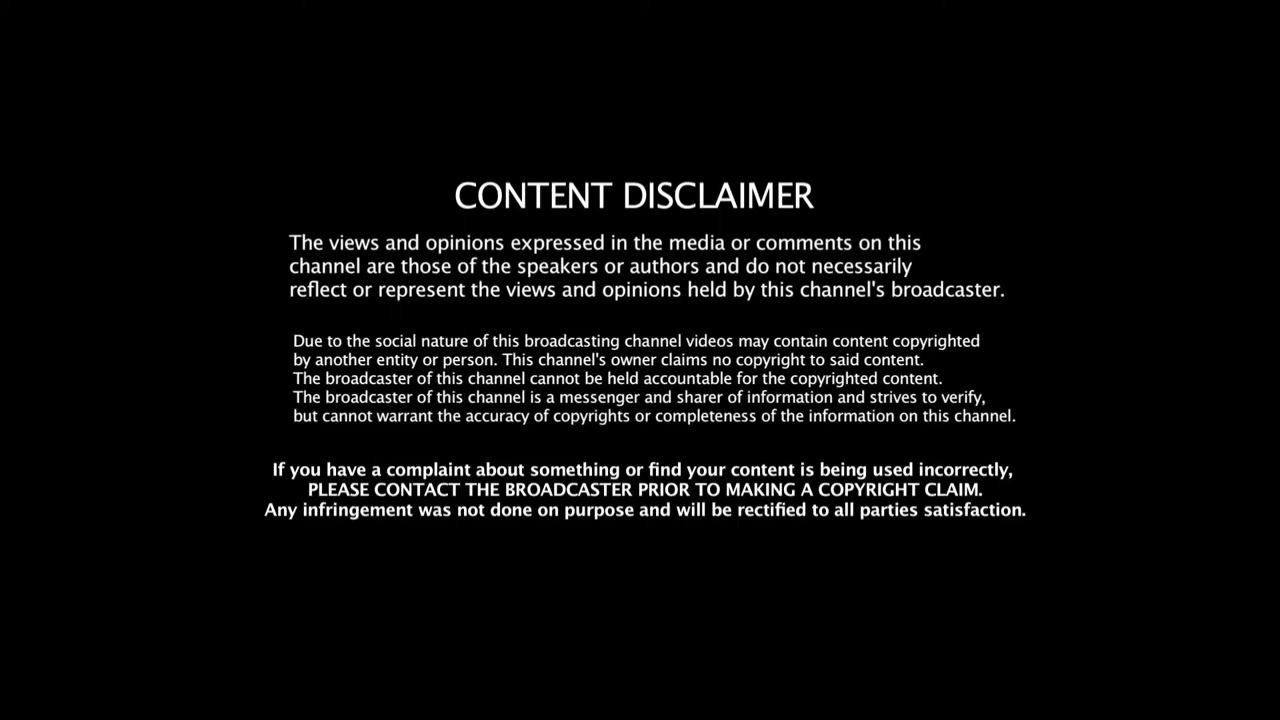 CONTENT DISCLAIMER
The views and opinions expressed in the media or comments on this
channel are those of the speakers or authors and do not necessarily
reflect or represent the views and opinions held by this channel's broadcaster.
Due to the social nature of this broadcasting channel videos may contain content copyrighted
by another entity or person. This channel's owner claims no copyright to said content.
The broadcaster of this channel cannot be held accountable for the copyrighted content.
The broadcaster of this channel is a messenger and sharer of information and strives to verify,
but cannot warrant the accuracy of copyrights or completeness of the information on this channel.
If you have a complaint about something or find your content is being used incorrectly,
PLEASE CONTACT THE BROADCASTER PRIOR TO MAKING A COPYRIGHT CLAIM.
Any infringement was not done on purpose and will be rectified to all parties satisfaction.